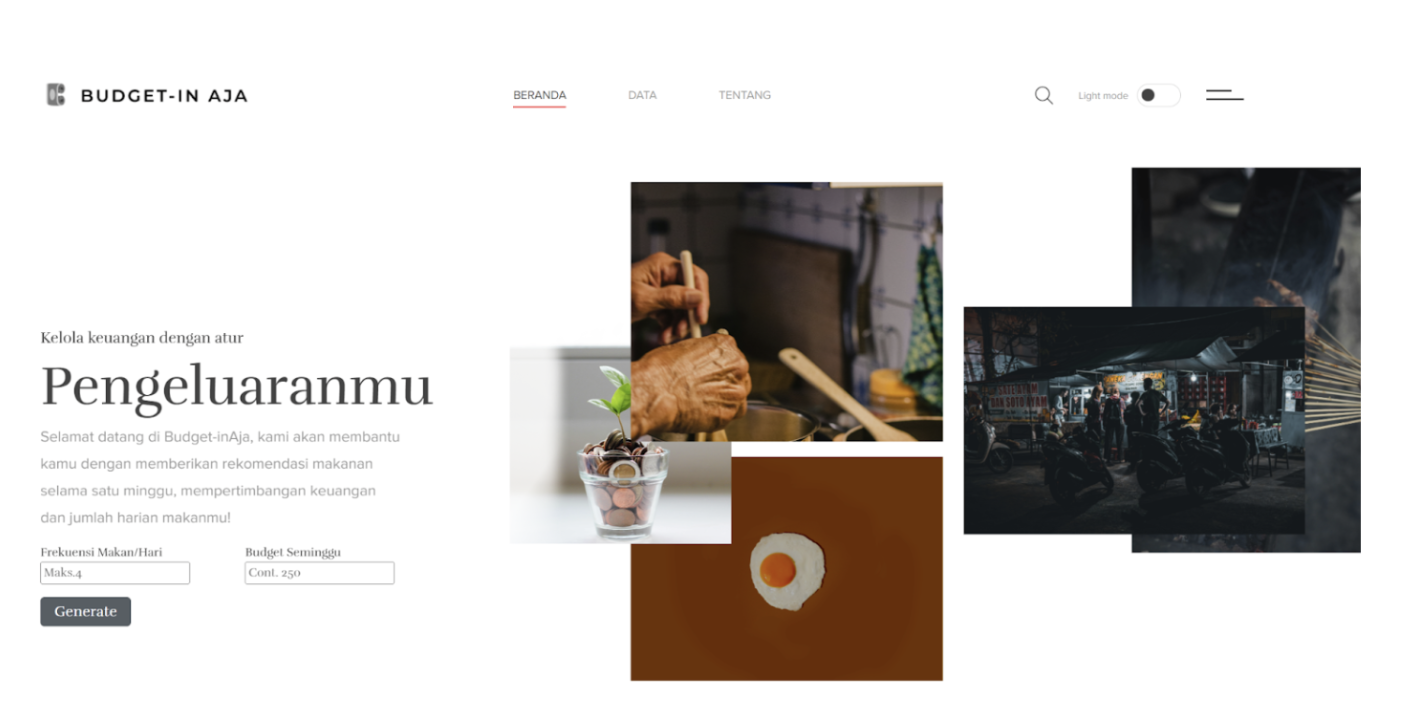 BUDGET-IN AJA
BERANDA
DATA
TENTANG
Light mode
Kelola keuangan dengan atur
Pengeluaranmu
Selamat datang di Budget-inAja, kami akan membantu
kamu dengan memberikan rekomendasi makanan
selama satu minggu, mempertimbangan keuangan
dan jumlah harian makanmu!
Frekuensi Makan/Hari
Budget Seminggu
Maks.4
Cont. 250
Generate
SOTO AYAM